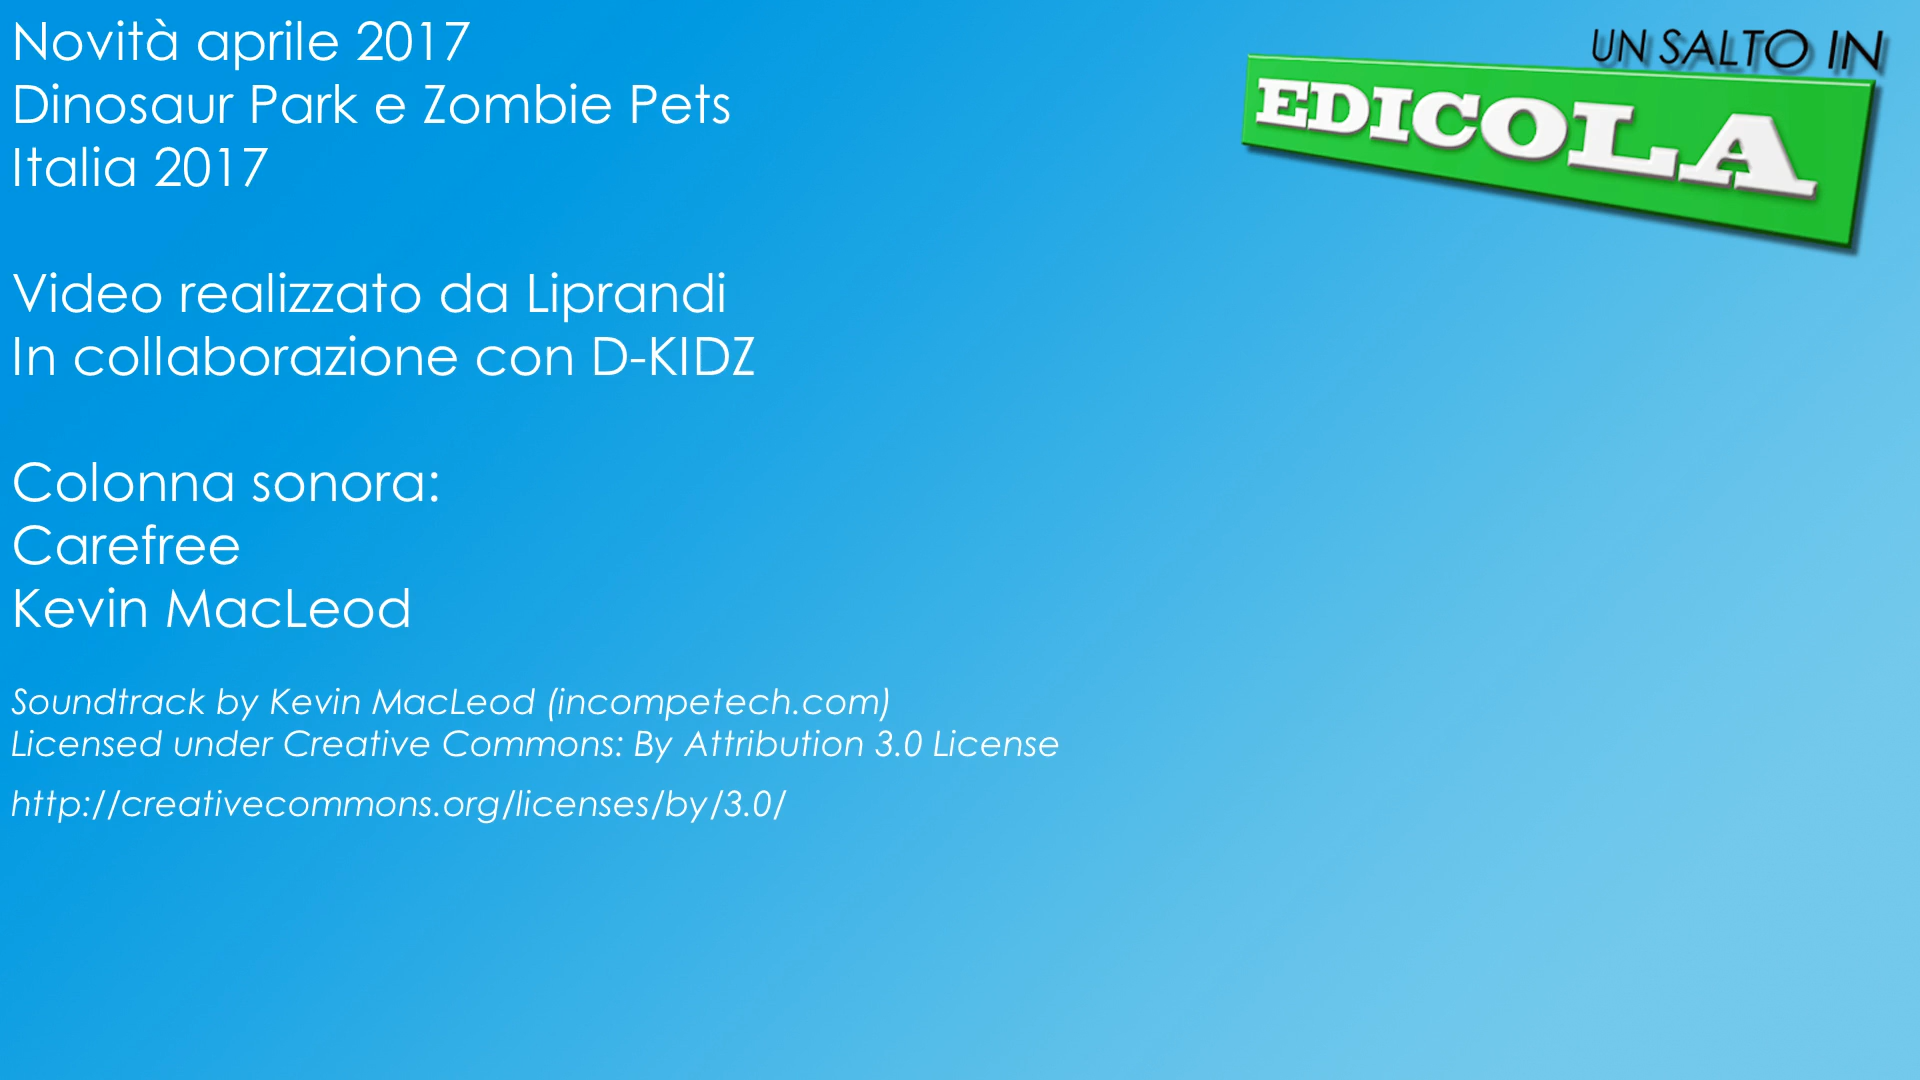 Novità aprile 2017
Dinosaur Park e Zombie Pets
Italia 2017
Video realizzato da Liprandi
In collaborazione con D-KIDZ
Colonna sonora:
Carefree
Kevin MacLeod
Soundtrack by Kevin MacLeod (incompetech.com)
Licensed under Creative Commons: By Attribution 3.0 License
http://creativecommons.org/licenses/by/3.0/
UN SALTO IN
EDICOLA